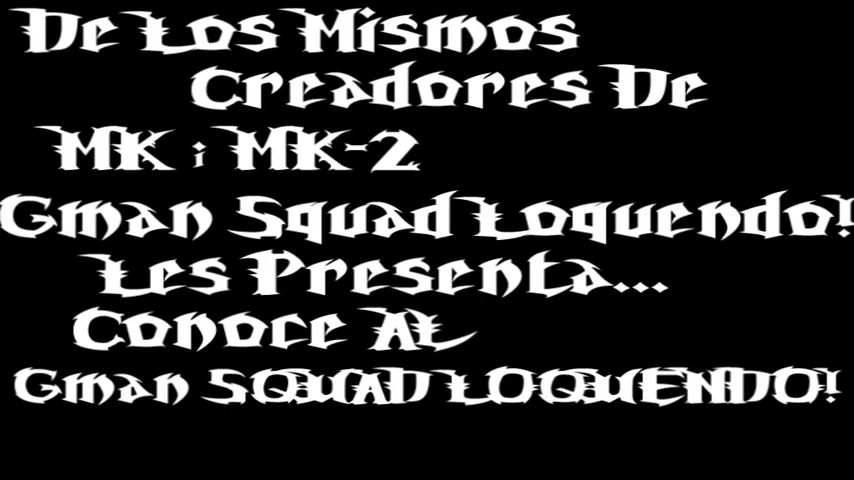 De Los Mismos
Creadores De
MK i MK-2
Gman Squad Loquendo!
Les Presenta...
Conoce AL
Gman SQUAD LOQUENDO!